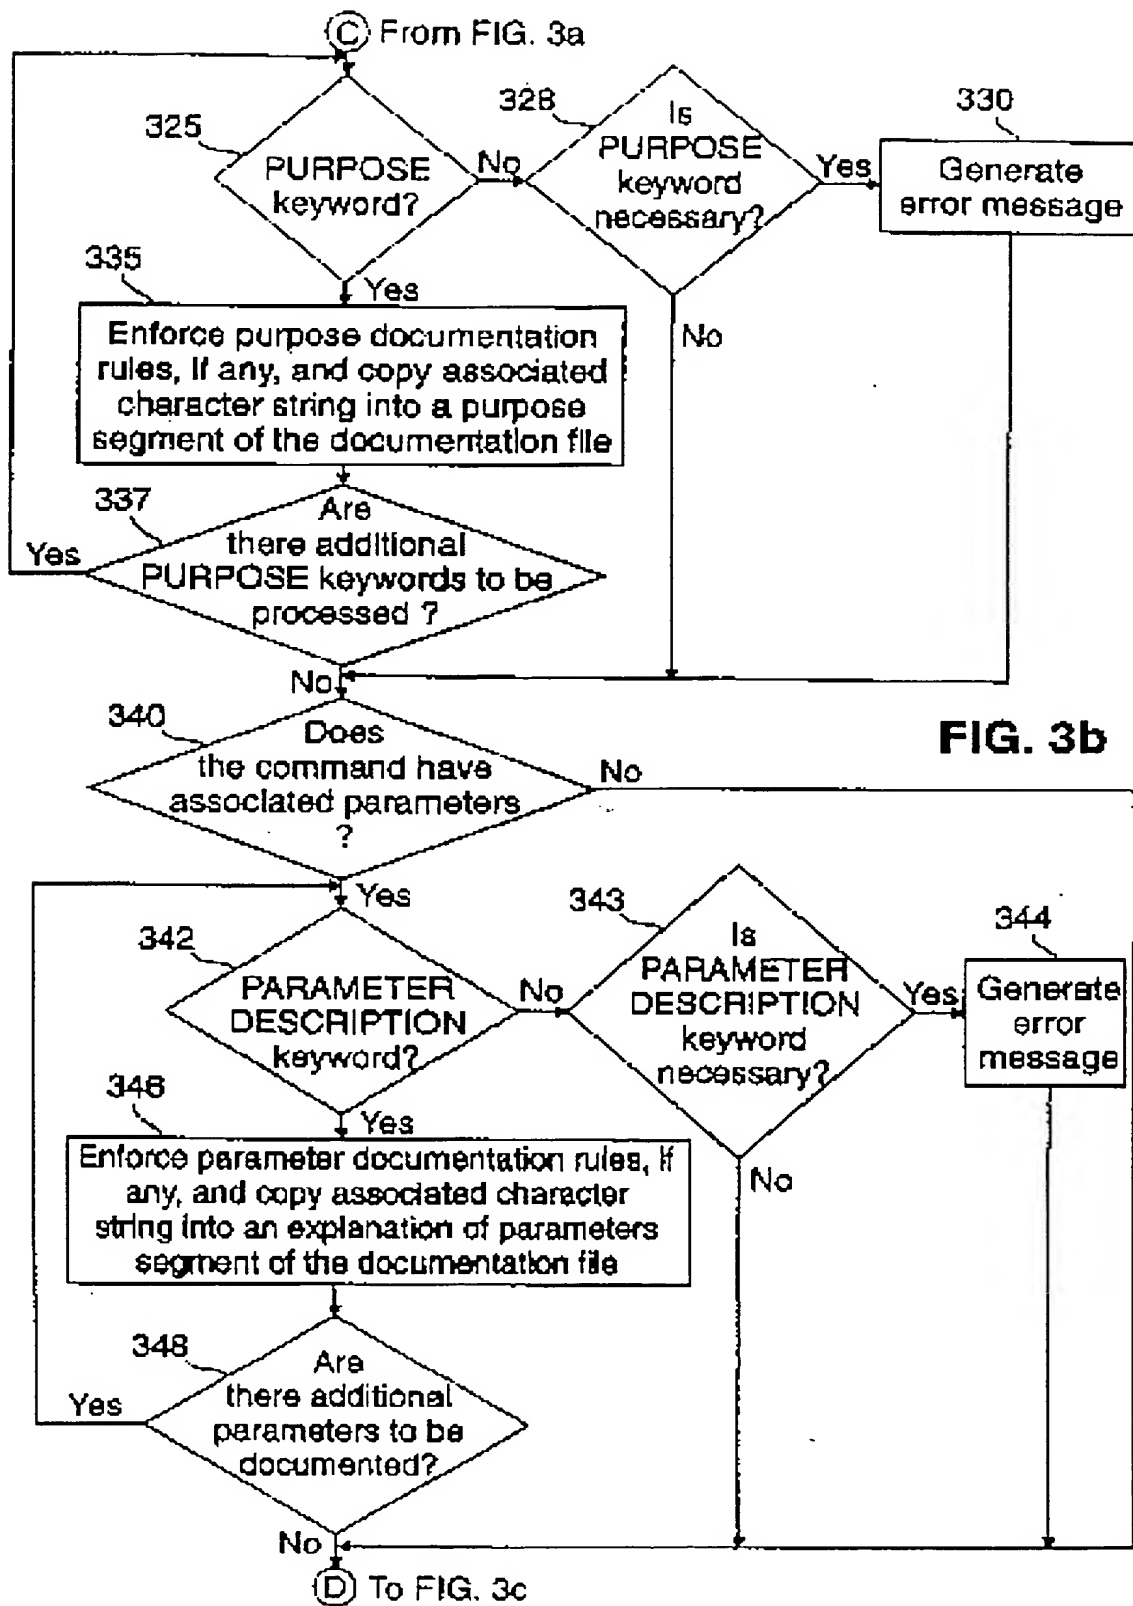 C From FIG. 3a
325
PURPOSE
keyword?
No
328
Is
PURPOSE
keyword
necessary?
Yes
330
Generate
error message
335
Yes
No
Enforce purpose documentation
rules, If any, and copy associated
character string into a purpose
segment of the documentation file
337
Are
there additional
PURPOSE keywords to be
processed ?
Yes
No
FIG. 3b
340
Does
the command have
associated parameters
?
No
Yes
342
PARAMETER
DESCRIPTION
keyword?
No
343
Is
PARAMETER
DESCRIPTION
keyword
necessary?
Yes
344
Generate
error
message
346
Yes
No
Enforce parameter documentation rules, If
any, and copy associated character
string into an explanation of parameters
segment of the documentation file
348
Are
there additional
parameters to be
documented?
Yes
No
D To FIG. 3c